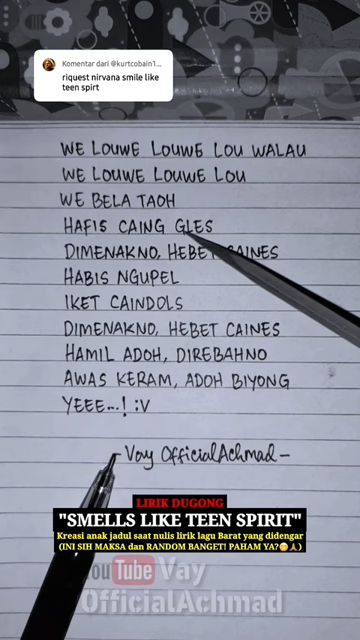 Komentar dari @kurtcobain1...
riquest nirvana smile like
teen spirt
WE LOUWE LOUWE LOU WALAU
WE LOUWE LOUWE LOU
WE BELA TAOH
HAFIS CAING GLES
DIMENAKNO, HEBET CAINES
HABIS NGUPEL
IKET CAINDOLS
DIMENAKNO, HEBET CAINES
HAMIL ADOH, DIREBAHNO
AWAS KERAM, ADOH BIYONG
YEEE...! :V
- Vay OfficialAchmad -
LIRIK DUGONG
"SMELLS LIKE TEEN SPIRIT"
Kreasi anak jadul saat nulis lirik lagu Barat yang didengar
(INI SIH MAKSA dan RANDOM BANGET! PAHAM YA?😁🙏)
YouTube Vay
OfficialAchmad